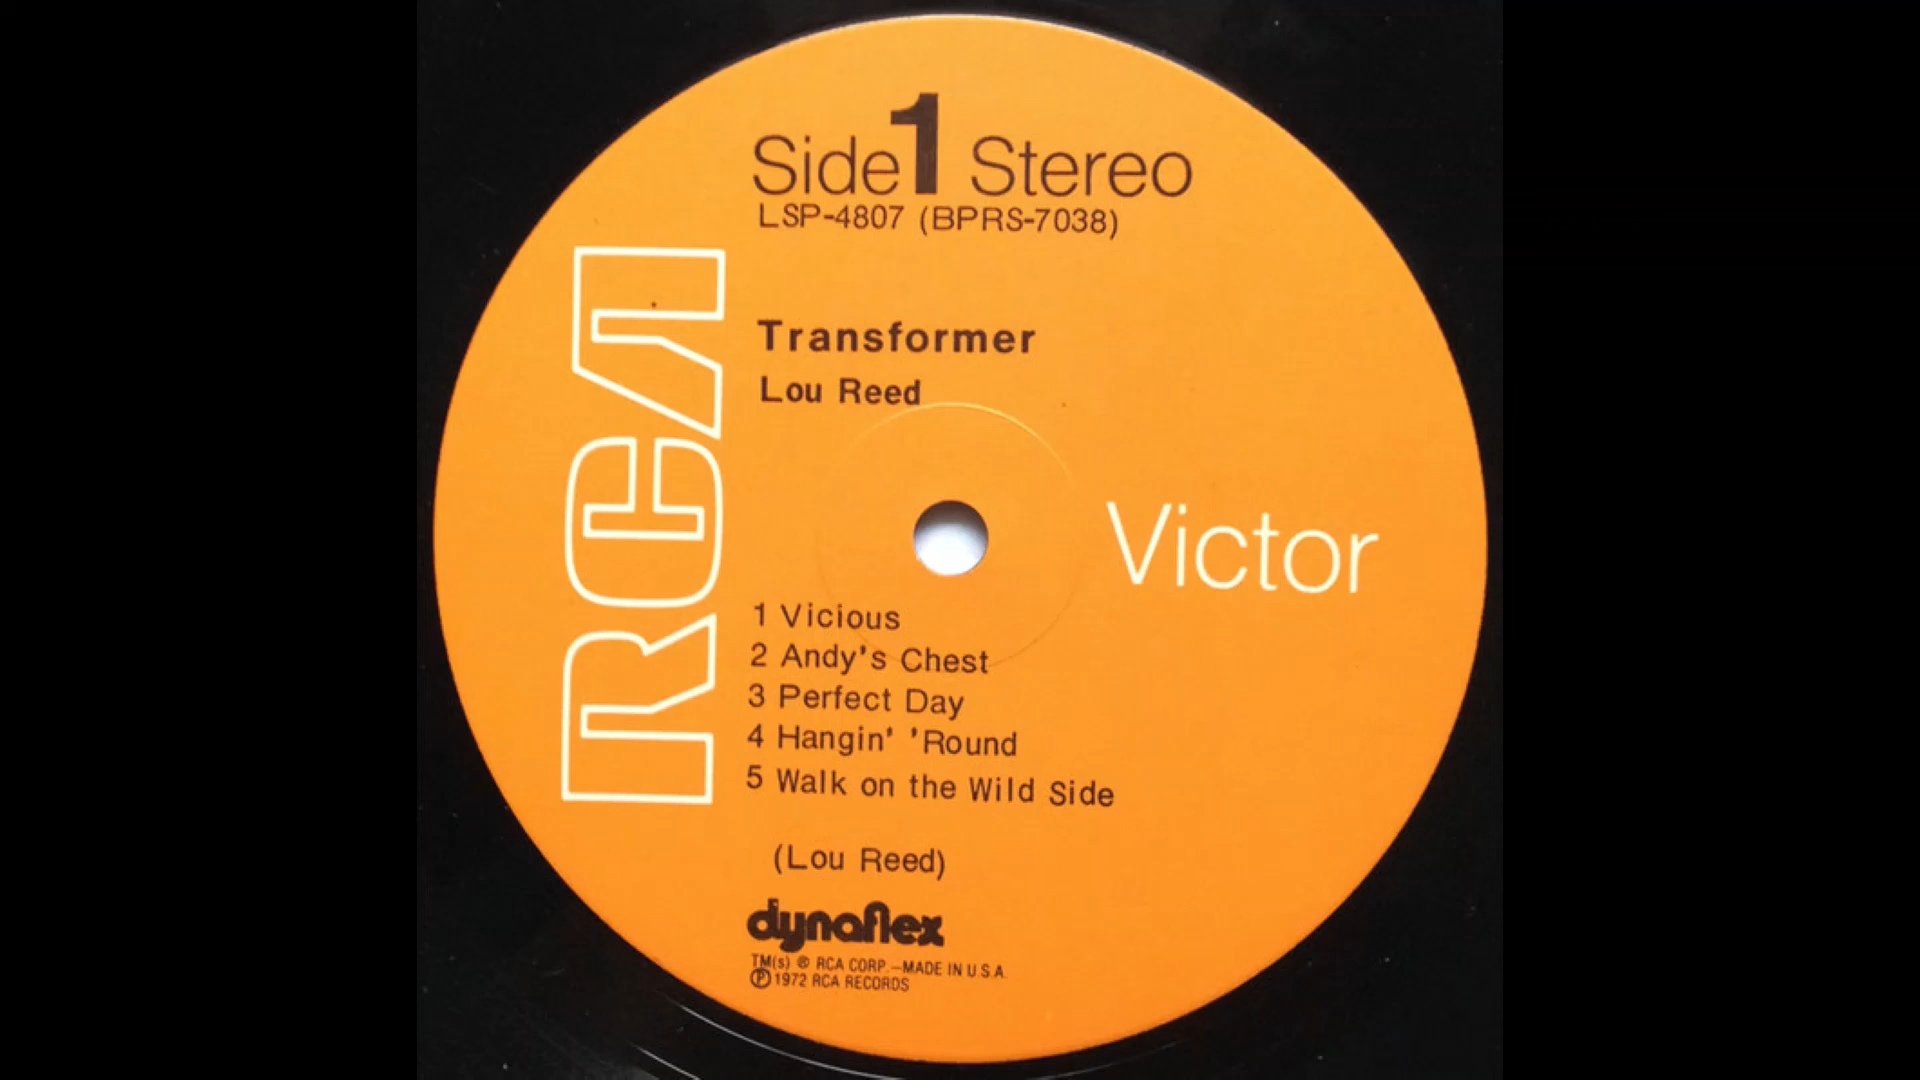 Side 1 Stereo
LSP-4807 (BPRS-7038)
Transformer
Lou Reed
RCA
Victor
1 Vicious
2 Andy's Chest
3 Perfect Day
4 Hangin' 'Round
5 Walk on the Wild Side
(Lou Reed)
dynaflex
TM(s) ® RCA CORP.—MADE IN U.S.A.
Ⓟ 1972 RCA RECORDS